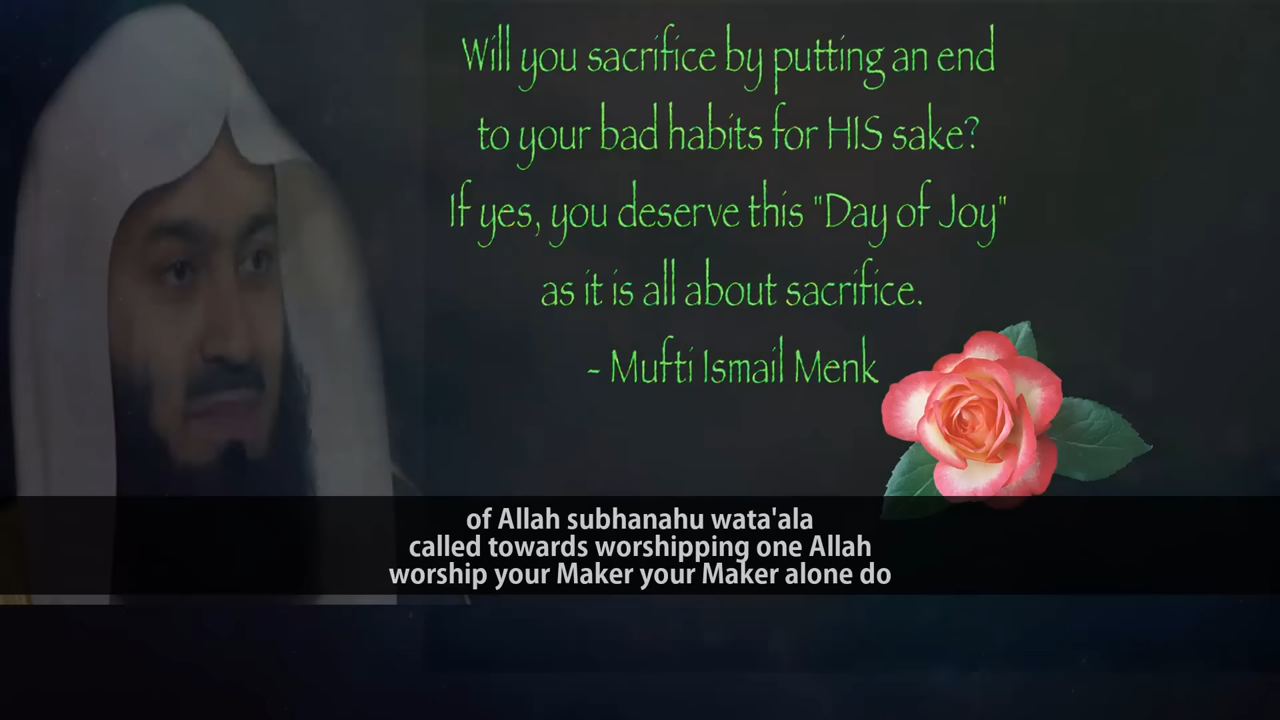 Will you sacrifice by putting an end
to your bad habits for HIS sake?
If yes, you deserve this "Day of Joy"
as it is all about sacrifice.
- Mufti Ismail Menk
of Allah subhanahu wata'ala
called towards worshipping one Allah
worship your Maker your Maker alone do